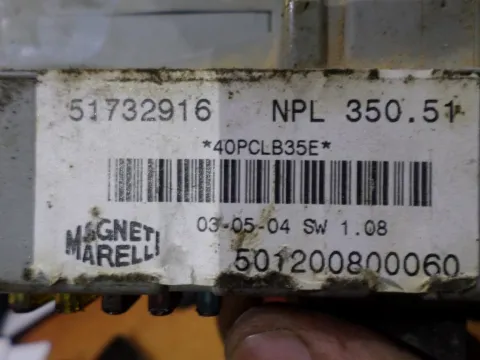 51732916 NPL 350.51
*40PCLB35E*
03-05-04 SW 1.08
MAGNETI MARELLI
501200800060